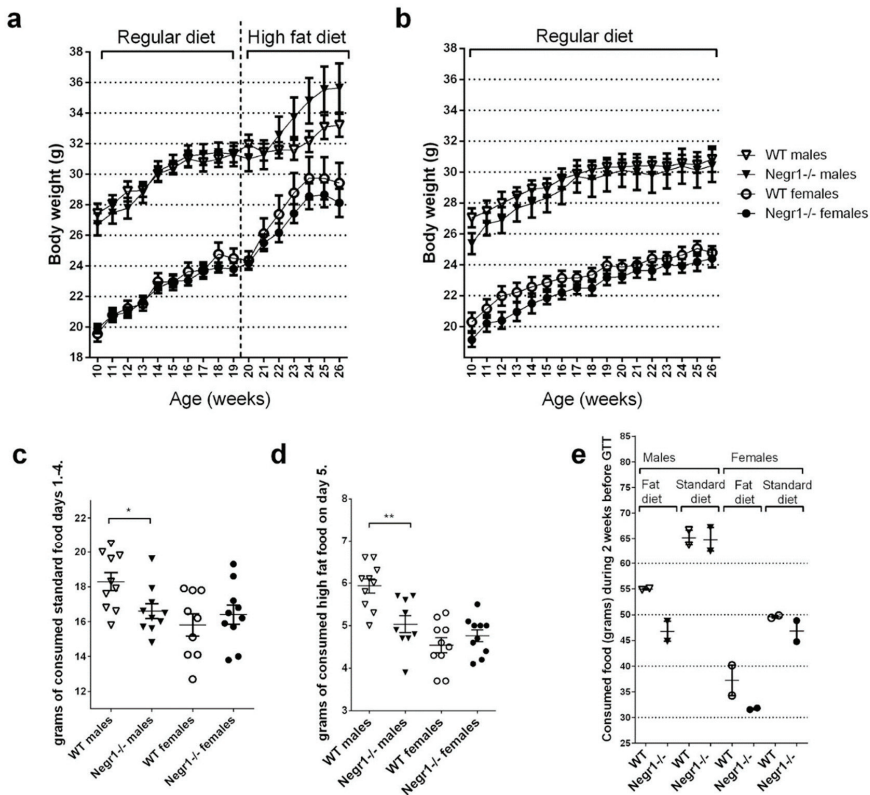 a
Regular diet
High fat diet
Body weight (g)
38
36
34
32
30
28
26
24
22
20
18
10 11 12 13 14 15 16 17 18 19 20 21 22 23 24 25 26
Age (weeks)
b
Regular diet
Body weight (g)
38
36
34
32
30
28
26
24
22
20
10 11 12 13 14 15 16 17 18 19 20 21 22 23 24 25 26
Age (weeks)
WT males
Negr1-/- males
WT females
Negr1-/- females
c
grams of consumed standard food days 1.-4.
22
20
18
16
14
12
*
WT males
Negr1-/- males
WT females
Negr1-/- females
d
grams of consumed high fat food on day 5.
8
7
6
5
4
3
**
WT males
Negr1-/- males
WT females
Negr1-/- females
e
Consumed food (grams) during 2 weeks before GTT
85
80
75
70
65
60
55
50
45
40
35
30
25
Males
Females
Fat diet
Standard diet
Fat diet
Standard diet
WT
Negr1-/-
WT
Negr1-/-
WT
Negr1-/-
WT
Negr1-/-